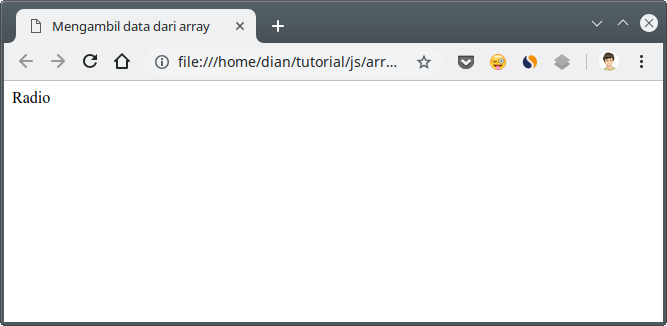 Mengambil data dari array
file:///home/dian/tutorial/js/arr...
Radio